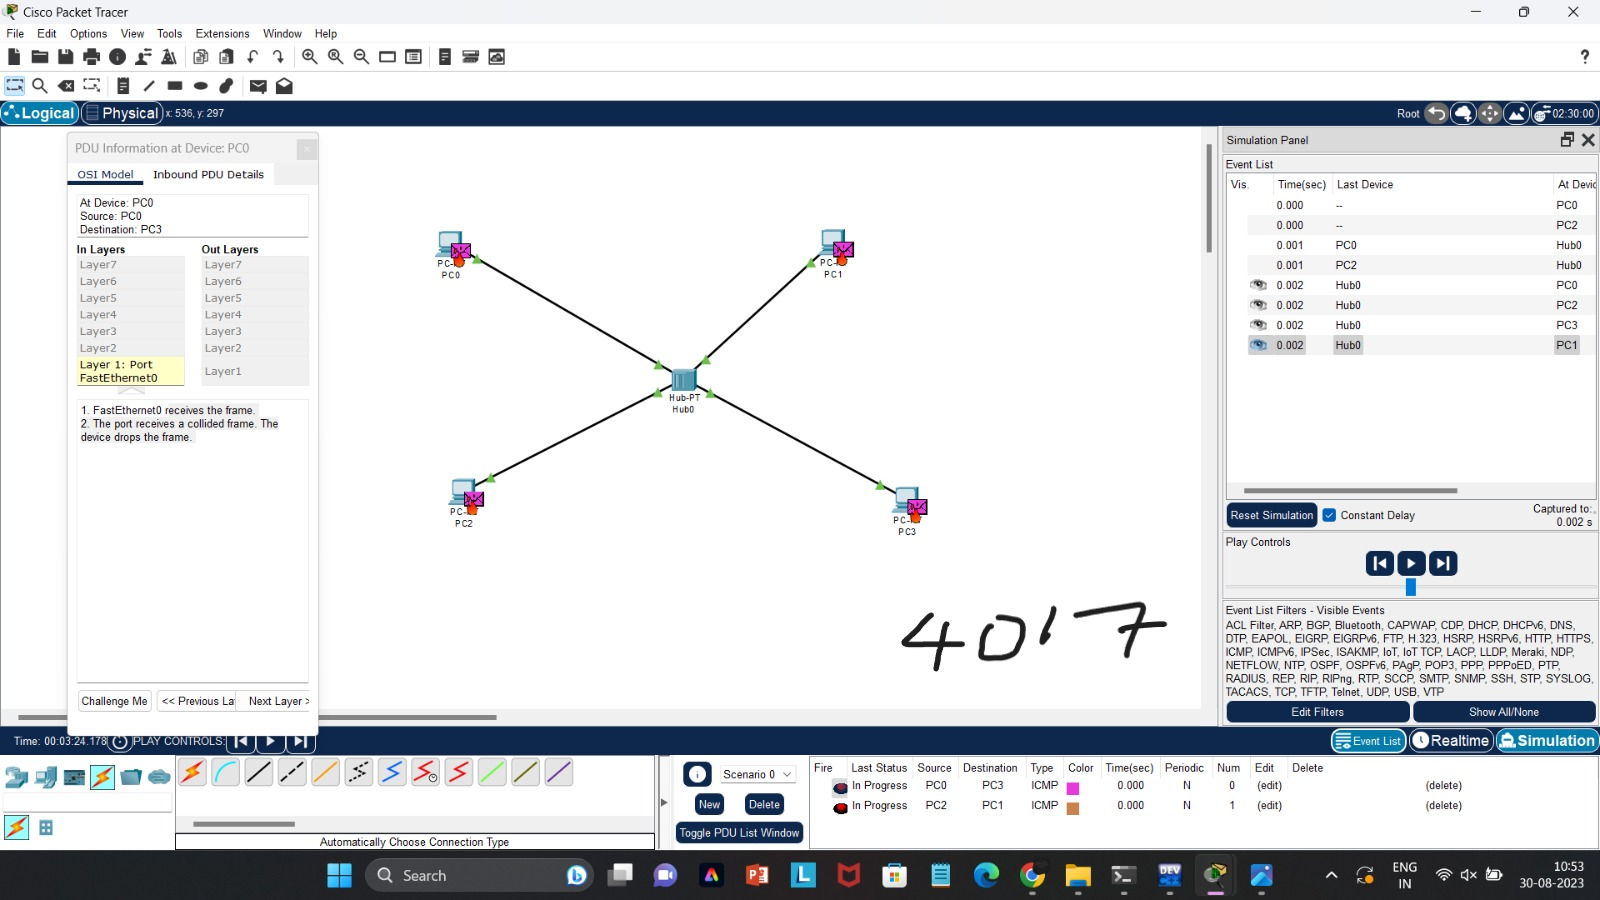 Cisco Packet Tracer
File Edit Options View Tools Extensions Window Help
?
Logical Physical x: 536, y: 297 Root 02:30:00
PDU Information at Device: PC0
OSI Model Inbound PDU Details
At Device: PC0
Source: PC0
Destination: PC3
In Layers Out Layers
Layer7 Layer7
Layer6 Layer6
Layer5 Layer5
Layer4 Layer4
Layer3 Layer3
Layer2 Layer2
Layer 1: Port
FastEthernet0 Layer1
1. FastEthernet0 receives the frame.
2. The port receives a collided frame. The
device drops the frame.
Challenge Me << Previous La Next Layer >
PC0
PC1
Hub-PT
Hub0
PC2
PC3
4017
Simulation Panel
Event List
Vis. Time(sec) Last Device At Devic
0.000 -- PC0
0.000 -- PC2
0.001 PC0 Hub0
0.001 PC2 Hub0
0.002 Hub0 PC0
0.002 Hub0 PC2
0.002 Hub0 PC3
0.002 Hub0 PC1
Reset Simulation Constant Delay Captured to:
0.002 s
Play Controls
Event List Filters - Visible Events
ACL Filter, ARP, BGP, Bluetooth, CAPWAP, CDP, DHCP, DHCPv6, DNS,
DTP, EAPOL, EIGRP, EIGRPv6, FTP, H.323, HSRP, HSRPv6, HTTP, HTTPS,
ICMP, ICMPv6, IPSec, ISAKMP, IoT, IoT TCP, LACP, LLDP, Meraki, NDP,
NETFLOW, NTP, OSPF, OSPFv6, PAgP, POP3, PPP, PPPoED, PTP,
RADIUS, REP, RIP, RIPng, RTP, SCCP, SMTP, SNMP, SSH, STP, SYSLOG,
TACACS, TCP, TFTP, Telnet, UDP, USB, VTP
Edit Filters Show All/None
Time: 00:03:24.178 PLAY CONTROLS: Event List Realtime Simulation
Automatically Choose Connection Type
Scenario 0
New Delete
Toggle PDU List Window
Fire Last Status Source Destination Type Color Time(sec) Periodic Num Edit Delete
In Progress PC0 PC3 ICMP 0.000 N 0 (edit) (delete)
In Progress PC2 PC1 ICMP 0.000 N 1 (edit) (delete)
Search ENG
IN 10:53
30-08-2023